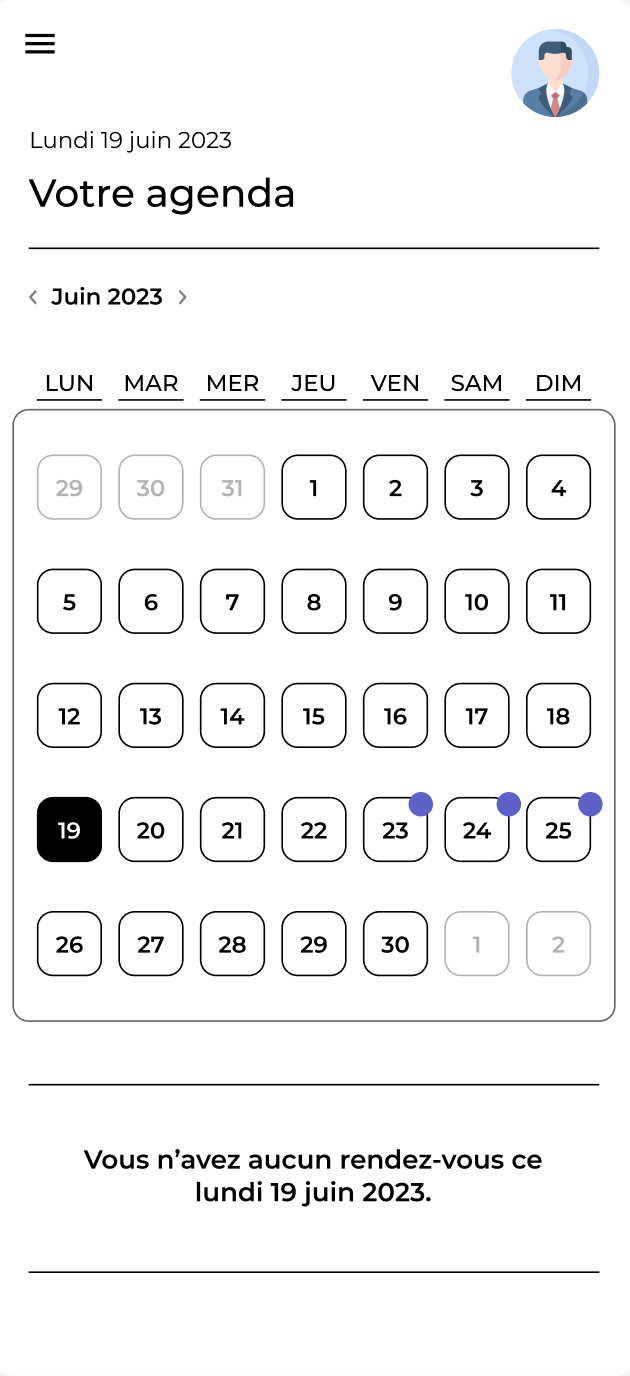 Lundi 19 juin 2023
Votre agenda
Juin 2023
LUN MAR MER JEU VEN SAM DIM
29 30 31 1 2 3 4
5 6 7 8 9 10 11
12 13 14 15 16 17 18
19 20 21 22 23 24 25
26 27 28 29 30 1 2
Vous n’avez aucun rendez-vous ce
lundi 19 juin 2023.